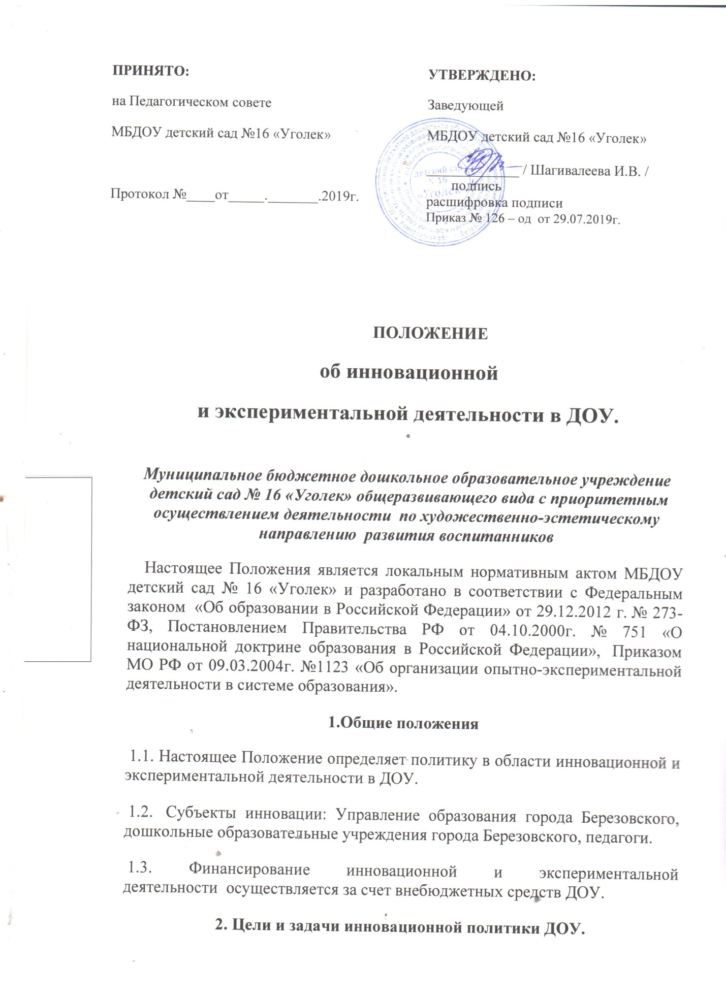 ПРИНЯТО:
на Педагогическом совете
МБДОУ детский сад №16 «Уголек»
Протокол №____от_____._______.2019г.
УТВЕРЖДЕНО:
Заведующей
МБДОУ детский сад №16 «Уголек»
_____________ / Шагивалеева И.В. /
подпись
расшифровка подписи
Приказ № 126 – од от 29.07.2019г.
детский сад
№16
«Уголек»
ПОЛОЖЕНИЕ
об инновационной
и экспериментальной деятельности в ДОУ.
Муниципальное бюджетное дошкольное образовательное учреждение
детский сад № 16 «Уголек» общеразвивающего вида с приоритетным
осуществлением деятельности по художественно-эстетическому
направлению развития воспитанников
Настоящее Положения является локальным нормативным актом МБДОУ
детский сад № 16 «Уголек» и разработано в соответствии с Федеральным
законом «Об образовании в Российской Федерации» от 29.12.2012 г. № 273-
ФЗ, Постановлением Правительства РФ от 04.10.2000г. № 751 «О
национальной доктрине образования в Российской Федерации», Приказом
МО РФ от 09.03.2004г. №1123 «Об организации опытно-экспериментальной
деятельности в системе образования».
1.Общие положения
1.1. Настоящее Положение определяет политику в области инновационной и
экспериментальной деятельности в ДОУ.
1.2. Субъекты инновации: Управление образования города Березовского,
дошкольные образовательные учреждения города Березовского, педагоги.
1.3. Финансирование инновационной и экспериментальной
деятельности осуществляется за счет внебюджетных средств ДОУ.
2. Цели и задачи инновационной политики ДОУ.